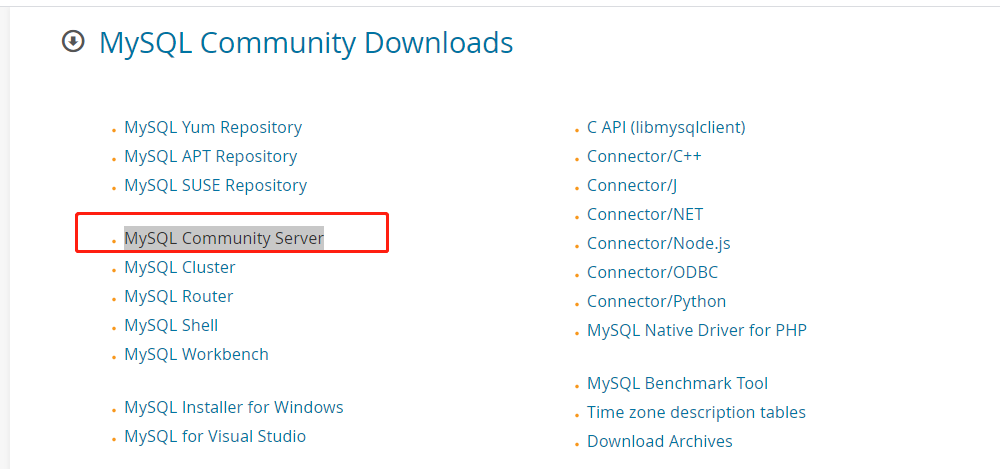 MySQL Community Downloads
MySQL Yum Repository
MySQL APT Repository
MySQL SUSE Repository
MySQL Community Server
MySQL Cluster
MySQL Router
MySQL Shell
MySQL Workbench
MySQL Installer for Windows
MySQL for Visual Studio
C API (libmysqlclient)
Connector/C++
Connector/J
Connector/NET
Connector/Node.js
Connector/ODBC
Connector/Python
MySQL Native Driver for PHP
MySQL Benchmark Tool
Time zone description tables
Download Archives